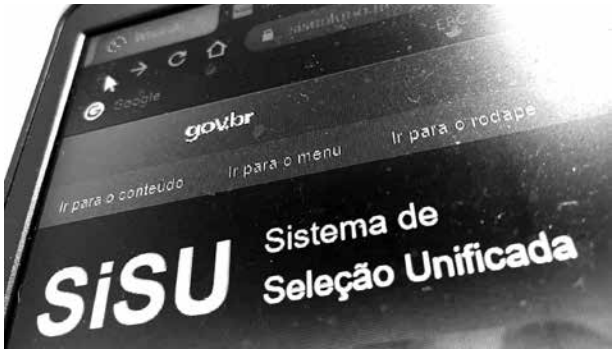 Google
gov.br
Ir para o conteúdo Ir para o menu Ir para o rodapé
SiSU
Sistema de
Seleção Unificada